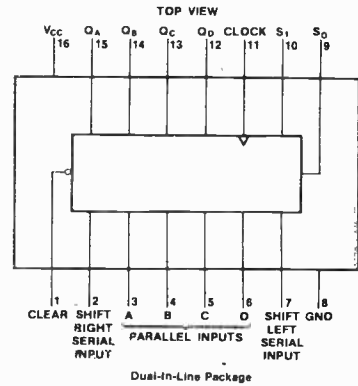 TOP VIEW
VCC QA QB QC QD CLOCK S1 S0
16 15 14 13 12 11 10 9
1 2 3 4 5 6 7 8
CLEAR SHIFT A B C D SHIFT GND
RIGHT PARALLEL INPUTS LEFT
SERIAL SERIAL
INPUT INPUT
Dual-In-Line Package